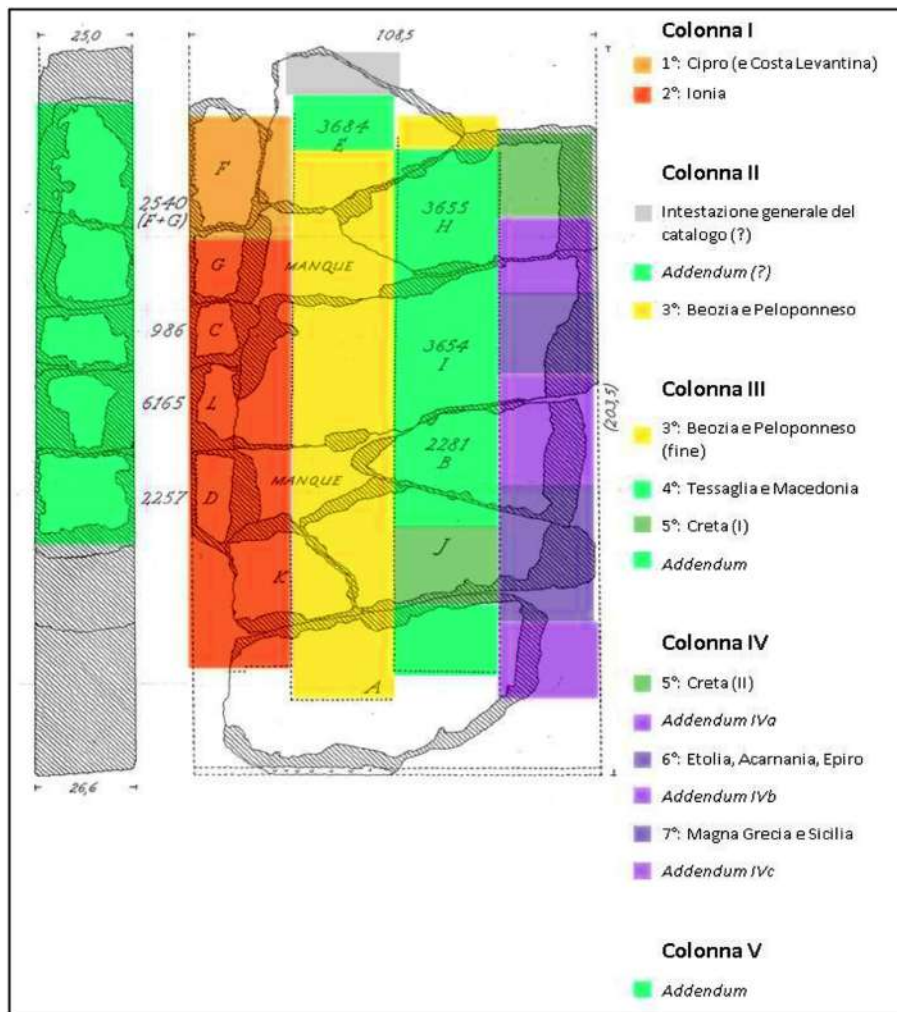 25,0
108,5
3684
E
F
2540
(F+G)
3655
H
G
MANQUE
986
C
3654
I
6165
L
(203,5)
2281
B
MANQUE
2257
D
J
K
A
26,6
Colonna I
1°: Cipro (e Costa Levantina)
2°: Ionia
Colonna II
Intestazione generale del
catalogo (?)
Addendum (?)
3°: Beozia e Peloponneso
Colonna III
3°: Beozia e Peloponneso
(fine)
4°: Tessaglia e Macedonia
5°: Creta (I)
Addendum
Colonna IV
5°: Creta (II)
Addendum IVa
6°: Etolia, Acarnania, Epiro
Addendum IVb
7°: Magna Grecia e Sicilia
Addendum IVc
Colonna V
Addendum